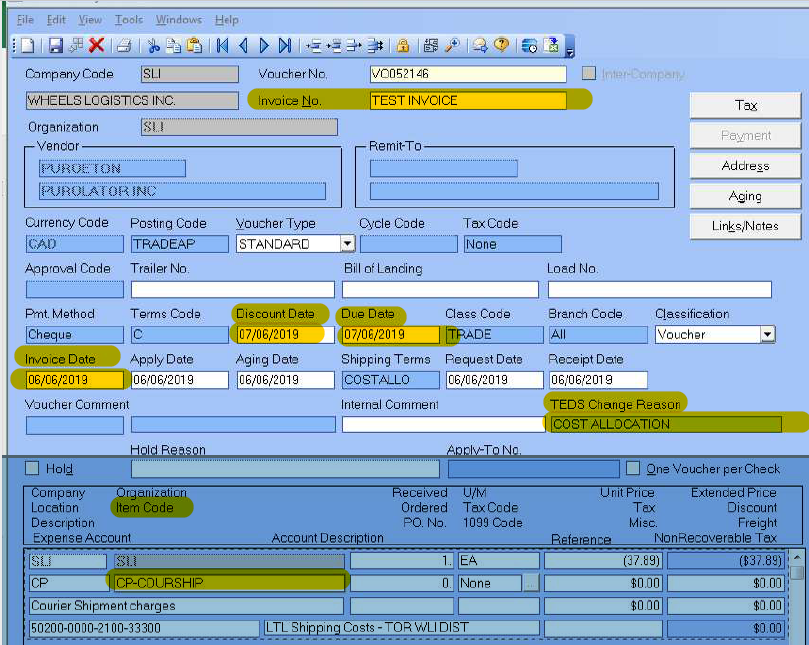 File Edit View Tools Windows Help
Company Code SLI Voucher No. VO052146 Inter-Company
WHEELS LOGISTICS INC. Invoice No. TEST INVOICE
Tax
Organization SLI
Payment
Vendor Remit-To
PUROETON
Address
PUROLATOR INC
Aging
Currency Code Posting Code Voucher Type Cycle Code Tax Code
Links/Notes
CAD TRADEAP STANDARD None
Approval Code Trailer No. Bill of Landing Load No.
Pmt. Method Terms Code Discount Date Due Date Class Code Branch Code Classification
Cheque C 07/06/2019 07/06/2019 TRADE All Voucher
Invoice Date Apply Date Aging Date Shipping Terms Request Date Receipt Date
06/06/2019 06/06/2019 06/06/2019 COSTALLO 06/06/2019 06/06/2019
Voucher Comment Internal Comment TEDS Change Reason
COST ALLOCATION
Hold Reason Apply-To No.
Hold One Voucher per Check
Company Organization Received U/M Unit Price Extended Price
Location Item Code Ordered Tax Code Tax Discount
Description PO. No. 1099 Code Misc. Freight
Expense Account Account Description Reference NonRecoverable Tax
SLI SLI 1. EA (37.89) ($37.89)
CP CP-COURSHIP 0 None ... $0.00 $0.00
Courier Shipment charges $0.00 $0.00
50200-0000-2100-33300 LTL Shipping Costs - TOR WLI DIST $0.00